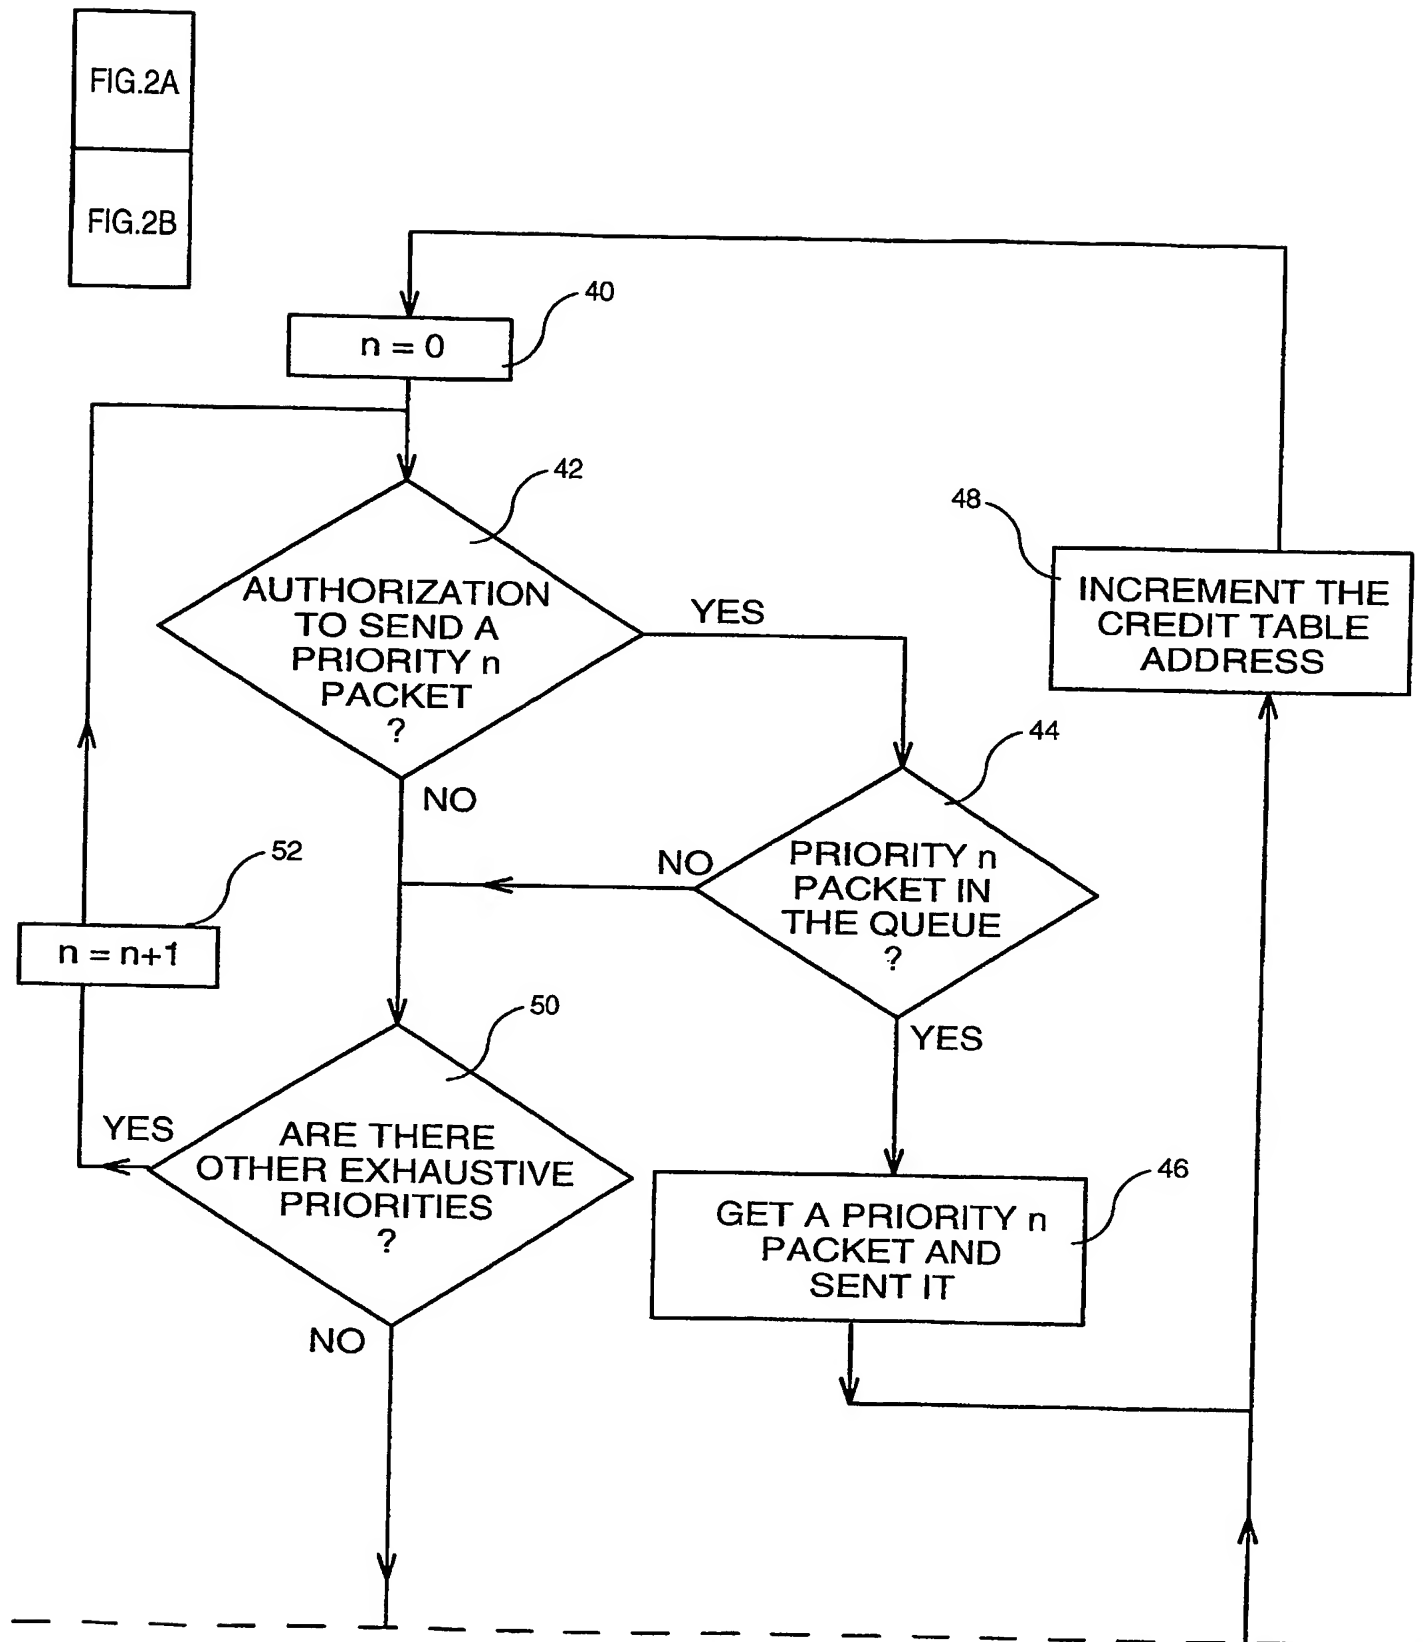 FIG.2A
FIG.2B
40
n = 0
42
AUTHORIZATION
TO SEND A
PRIORITY n
PACKET
?
YES
NO
48
INCREMENT THE
CREDIT TABLE
ADDRESS
44
PRIORITY n
PACKET IN
THE QUEUE
?
NO
YES
52
n = n+1
50
ARE THERE
OTHER EXHAUSTIVE
PRIORITIES
?
YES
NO
46
GET A PRIORITY n
PACKET AND
SENT IT